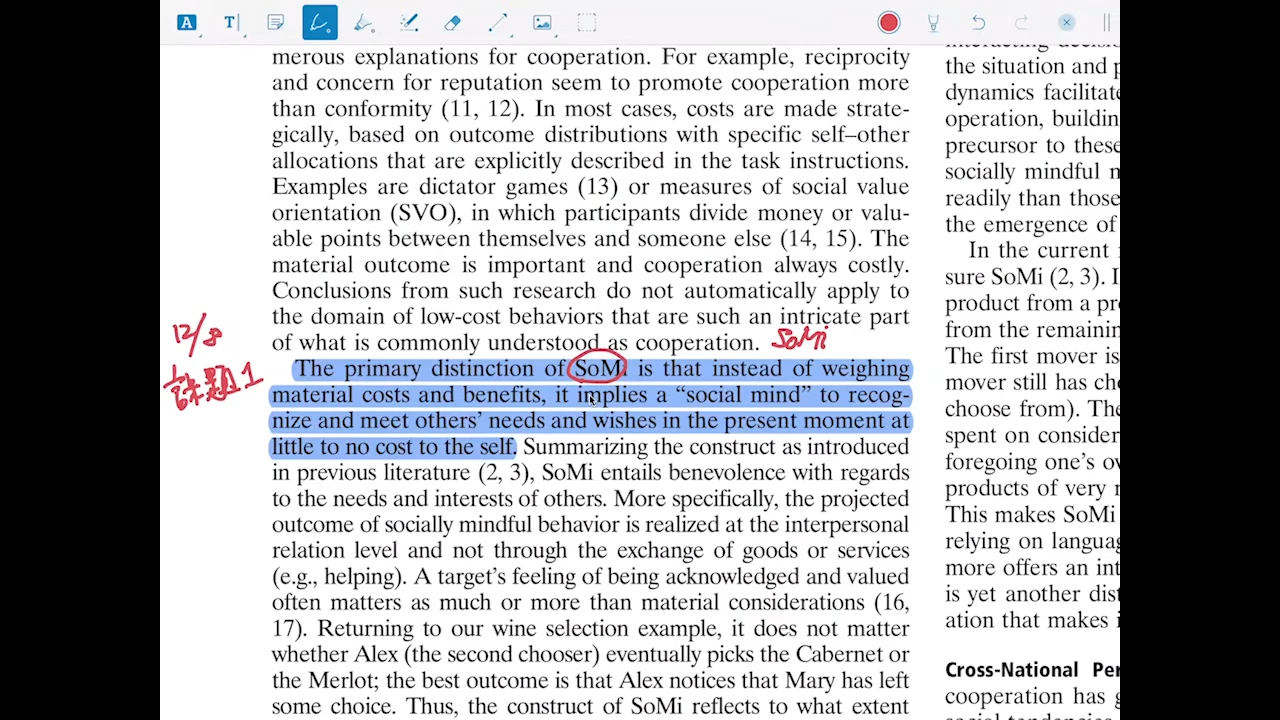 A
T
merous explanations for cooperation. For example, reciprocity
and concern for reputation seem to promote cooperation more
than conformity (11, 12). In most cases, costs are made strate-
gically, based on outcome distributions with specific self–other
allocations that are explicitly described in the task instructions.
Examples are dictator games (13) or measures of social value
orientation (SVO), in which participants divide money or valu-
able points between themselves and someone else (14, 15). The
material outcome is important and cooperation always costly.
Conclusions from such research do not automatically apply to
the domain of low-cost behaviors that are such an intricate part
of what is commonly understood as cooperation.
SoMi
12/8
課題1
The primary distinction of SoMi is that instead of weighing
material costs and benefits, it implies a “social mind” to recog-
nize and meet others’ needs and wishes in the present moment at
little to no cost to the self. Summarizing the construct as introduced
in previous literature (2, 3), SoMi entails benevolence with regards
to the needs and interests of others. More specifically, the projected
outcome of socially mindful behavior is realized at the interpersonal
relation level and not through the exchange of goods or services
(e.g., helping). A target’s feeling of being acknowledged and valued
often matters as much or more than material considerations (16,
17). Returning to our wine selection example, it does not matter
whether Alex (the second chooser) eventually picks the Cabernet or
the Merlot; the best outcome is that Alex notices that Mary has left
some choice. Thus, the construct of SoMi reflects to what extent
interacting decisi
the situation and p
dynamics facilitate
operation, buildin
precursor to these
socially mindful
readily than those
the emergence of
In the current
sure SoMi (2, 3). I
product from a pr
from the remainin
The first mover is
mover still has ch
choose from). The
spent on consider
foregoing one’s ov
products of very
This makes SoMi
relying on languag
more offers an int
is yet another dist
ation that makes i
Cross-National Per
cooperation has g
social tendencies